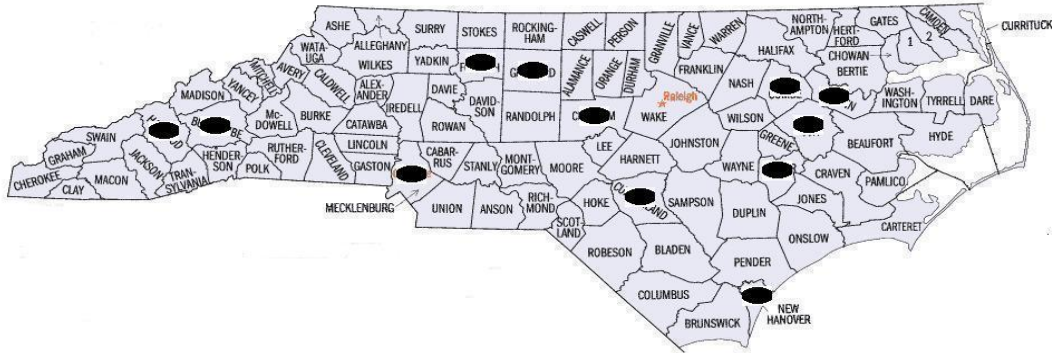 ASHE
ALLEGHANY
SURRY
STOKES
ROCKING-
HAM
CASWELL
PERSON
GRANVILLE
VANCE
WARREN
NORTH-
AMPTON
HERT-
FORD
GATES
CAMDEN
CURRITUCK
1
2
CHOWAN
BERTIE
HALIFAX
WATA-
UGA
WILKES
YADKIN
ALAMANCE
ORANGE
DURHAM
FRANKLIN
NASH
MITCHELL
AVERY
CALDWELL
ALEX-
ANDER
IREDELL
DAVIE
DAVID-
SON
RANDOLPH
Raleigh
WAKE
WILSON
WASH-
INGTON
TYRRELL
DARE
MADISON
YANCEY
Mc-
DOWELL
BURKE
CATAWBA
ROWAN
LEE
HARNETT
JOHNSTON
GREENE
BEAUFORT
HYDE
SWAIN
GRAHAM
CHEROKEE
CLAY
MACON
JACKSON
TRAN-
SYLVANIA
HENDER-
SON
POLK
RUTHER-
FORD
CLEVELAND
LINCOLN
GASTON
CABAR-
RUS
STANLY
MONT-
GOMERY
MOORE
WAYNE
CRAVEN
PAMLICO
MECKLENBURG
UNION
ANSON
RICH-
MOND
SCOT-
LAND
HOKE
SAMPSON
DUPLIN
JONES
CARTERET
ONSLOW
ROBESON
BLADEN
PENDER
COLUMBUS
BRUNSWICK
NEW
HANOVER